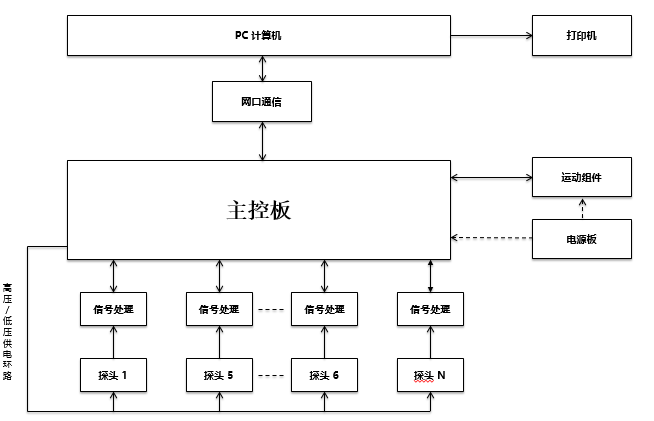 PC 计算机
打印机
网口通信
主控板
运动组件
电源板
高压/低压供电环路
信号处理
信号处理
信号处理
信号处理
探头 1
探头 5
探头 6
探头 N